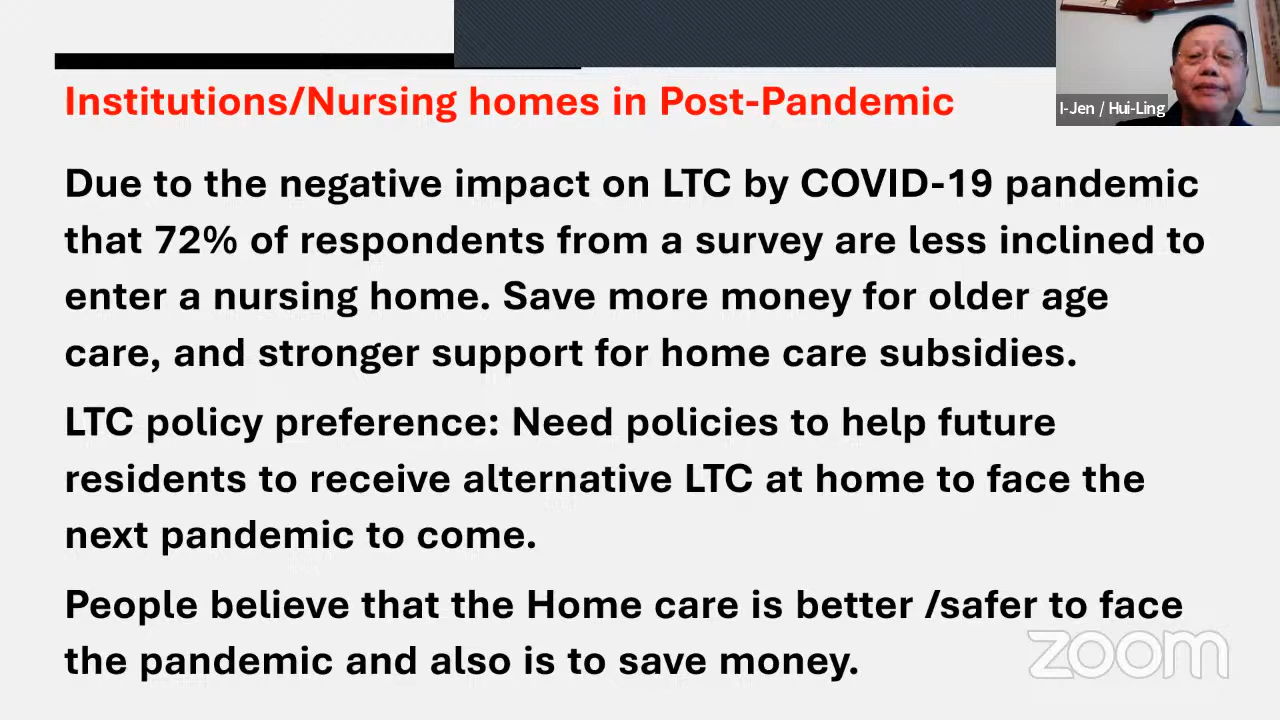 Institutions/Nursing homes in Post-Pandemic
I-Jen / Hui-Ling
Due to the negative impact on LTC by COVID-19 pandemic
that 72% of respondents from a survey are less inclined to
enter a nursing home. Save more money for older age
care, and stronger support for home care subsidies.
LTC policy preference: Need policies to help future
residents to receive alternative LTC at home to face the
next pandemic to come.
People believe that the Home care is better /safer to face
the pandemic and also is to save money.
zoom